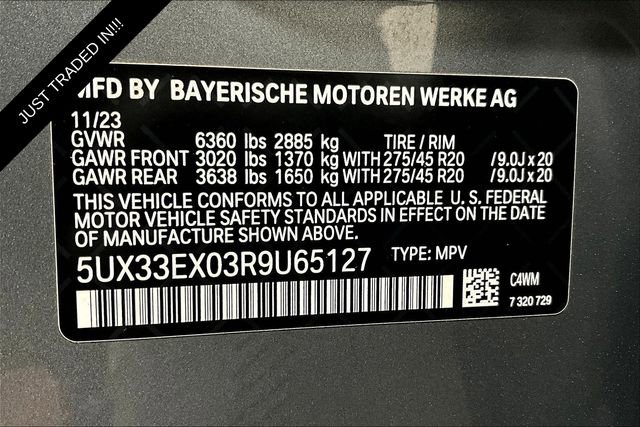 JUST TRADED IN!!!
MFD BY BAYERISCHE MOTOREN WERKE AG
11/23
GVWR 6360 lbs 2885 kg TIRE / RIM
GAWR FRONT 3020 lbs 1370 kg WITH 275/45 R20 /9.0J x 20
GAWR REAR 3638 lbs 1650 kg WITH 275/45 R20 /9.0J x 20
THIS VEHICLE CONFORMS TO ALL APPLICABLE U. S. FEDERAL
MOTOR VEHICLE SAFETY STANDARDS IN EFFECT ON THE DATE
OF MANUFACTURE SHOWN ABOVE.
5UX33EX03R9U65127 TYPE: MPV
C4WM
7 320 729